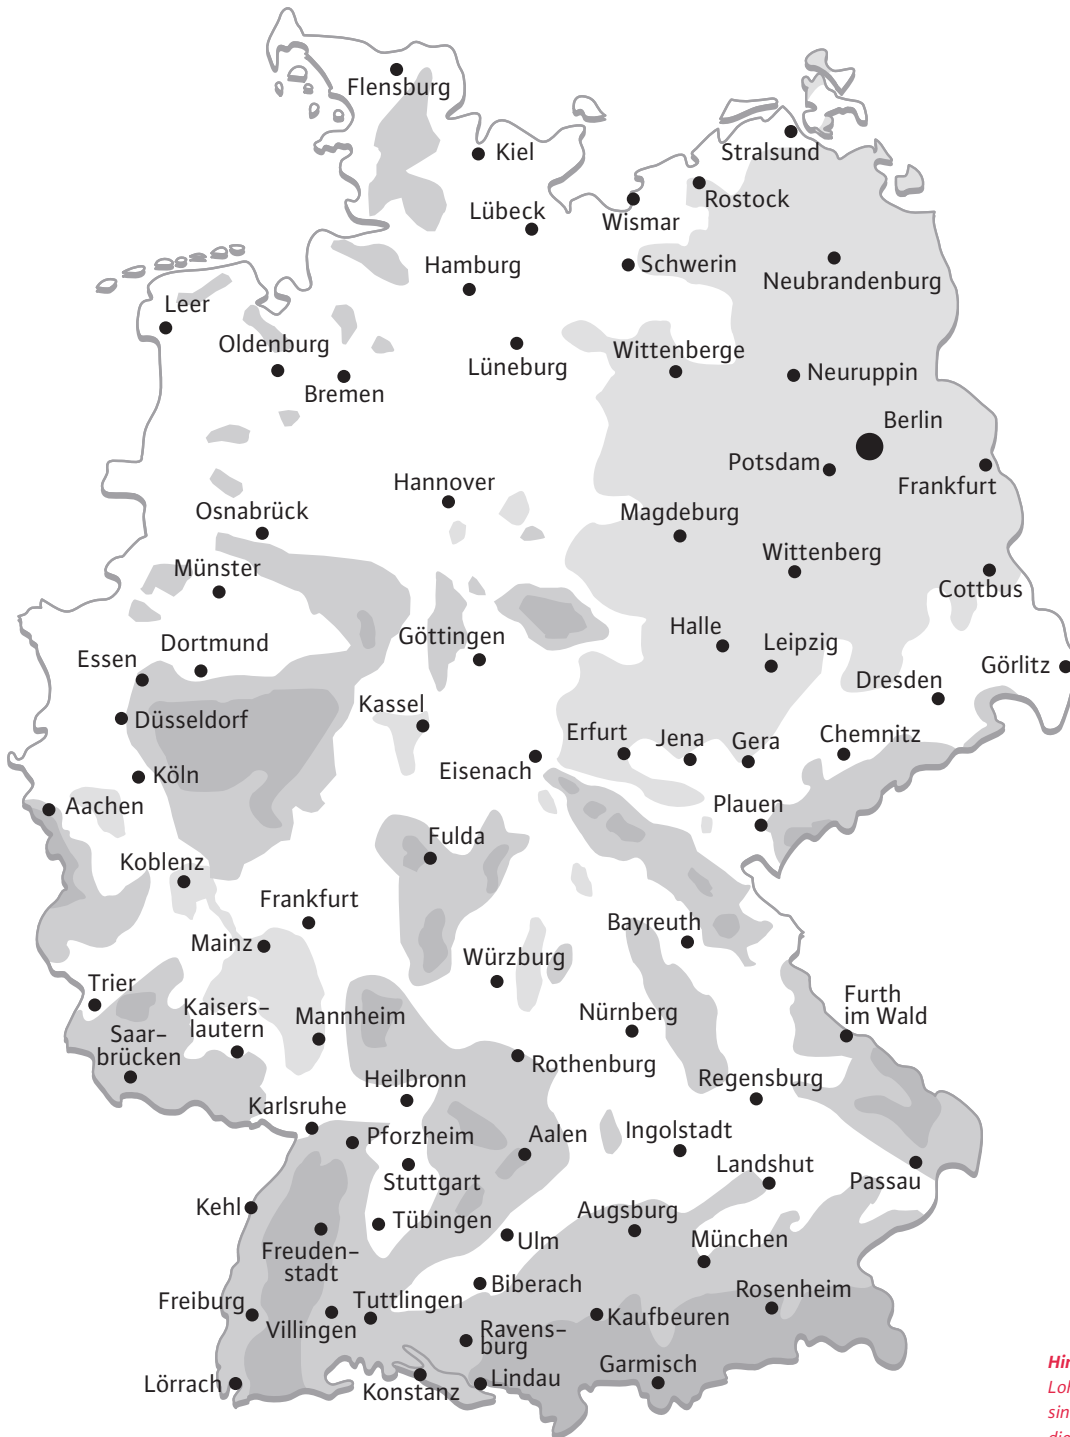 Flensburg
Kiel
Stralsund
Rostock
Lübeck
Wismar
Hamburg
Schwerin
Neubrandenburg
Leer
Oldenburg
Bremen
Lüneburg
Wittenberge
Neuruppin
Berlin
Potsdam
Frankfurt
Hannover
Osnabrück
Magdeburg
Wittenberg
Münster
Cottbus
Göttingen
Halle
Leipzig
Dortmund
Essen
Görlitz
Dresden
Kassel
Düsseldorf
Erfurt
Jena
Gera
Chemnitz
Eisenach
Köln
Aachen
Plauen
Fulda
Koblenz
Frankfurt
Bayreuth
Mainz
Würzburg
Trier
Kaisers-
lautern
Mannheim
Nürnberg
Furth
im Wald
Saar-
brücken
Rothenburg
Heilbronn
Regensburg
Karlsruhe
Pforzheim
Aalen
Ingolstadt
Landshut
Stuttgart
Passau
Kehl
Tübingen
Augsburg
Ulm
München
Freuden-
stadt
Biberach
Rosenheim
Freiburg
Tuttlingen
Villingen
Kaufbeuren
Ravens-
burg
Garmisch
Lörrach
Konstanz
Lindau